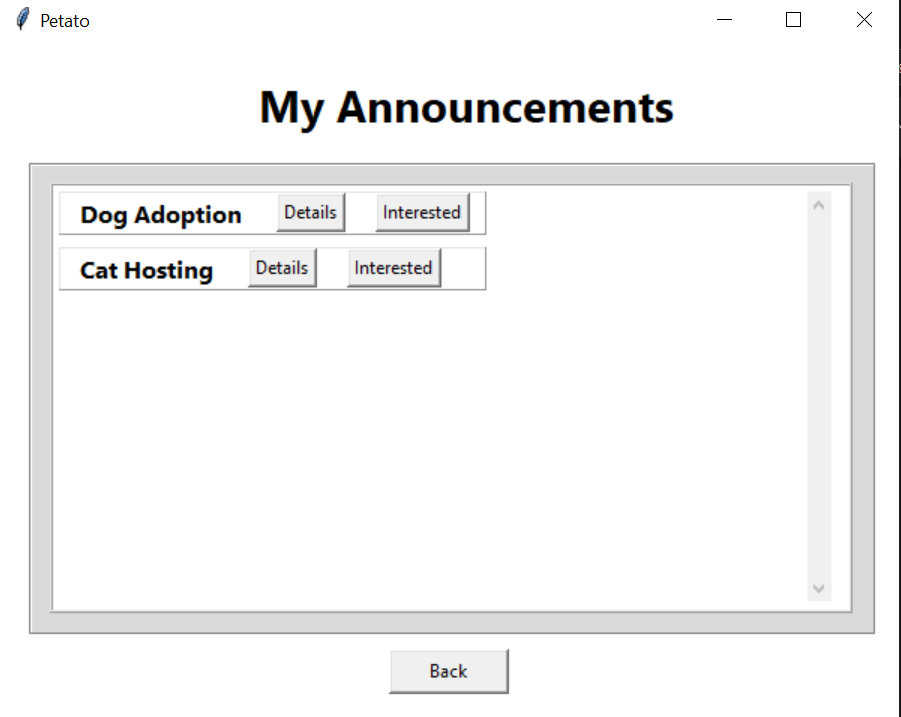 Petato
My Announcements
Dog Adoption Details Interested
Cat Hosting Details Interested
Back